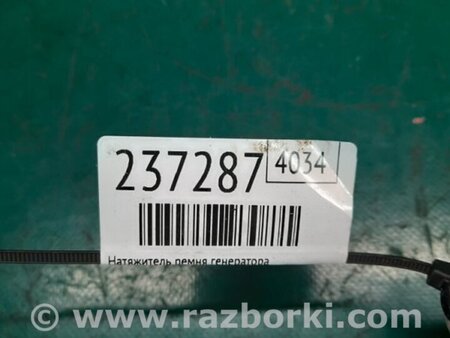 237287 4034
Натяжитель ремня генератора
© www.razborki.com